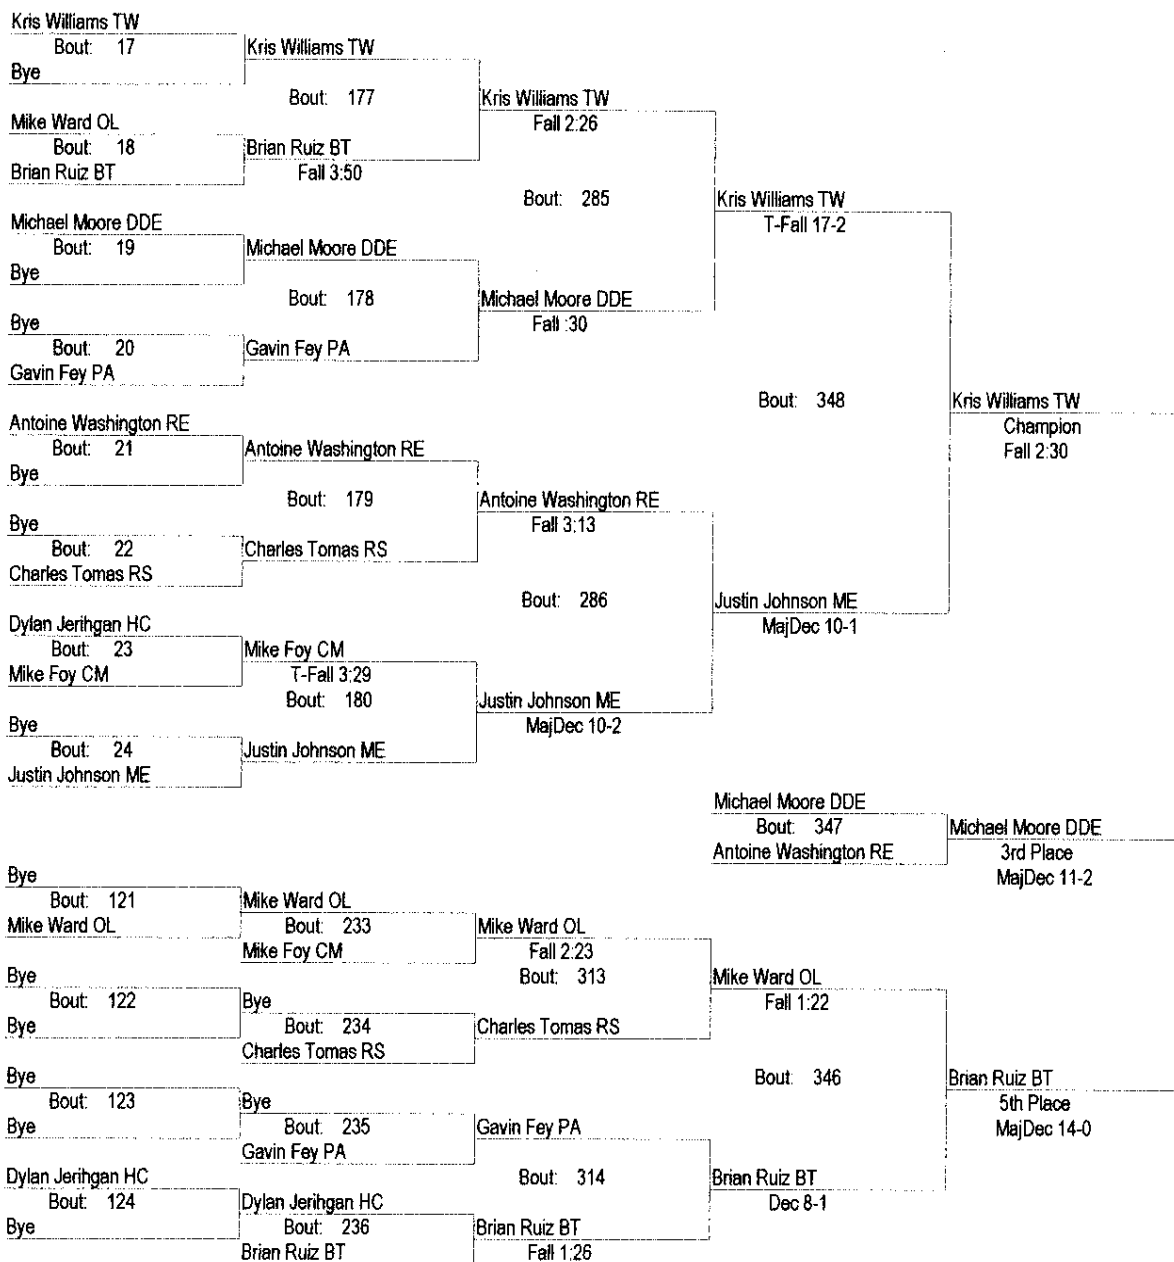 Kris Williams TW
Bout: 17
Bye
Kris Williams TW
Bout: 177
Mike Ward OL
Bout: 18
Brian Ruiz BT
Brian Ruiz BT
Fall 3:50
Kris Williams TW
Fall 2:26
Bout: 285
Michael Moore DDE
Bout: 19
Bye
Michael Moore DDE
Bout: 178
Bye
Bout: 20
Gavin Fey PA
Gavin Fey PA
Michael Moore DDE
Fall :30
Kris Williams TW
T-Fall 17-2
Bout: 348
Kris Williams TW
Champion
Fall 2:30
Antoine Washington RE
Bout: 21
Bye
Antoine Washington RE
Bout: 179
Bye
Bout: 22
Charles Tomas RS
Charles Tomas RS
Antoine Washington RE
Fall 3:13
Bout: 286
Dylan Jerihgan HC
Bout: 23
Mike Foy CM
Mike Foy CM
T-Fall 3:29
Bout: 180
Bye
Bout: 24
Justin Johnson ME
Justin Johnson ME
Justin Johnson ME
MajDec 10-2
Justin Johnson ME
MajDec 10-1
Michael Moore DDE
Bout: 347
Antoine Washington RE
Michael Moore DDE
3rd Place
MajDec 11-2
Bye
Bout: 121
Mike Ward OL
Mike Ward OL
Bout: 233
Mike Foy CM
Mike Ward OL
Fall 2:23
Bout: 313
Bye
Bout: 122
Bye
Bye
Bout: 234
Charles Tomas RS
Charles Tomas RS
Mike Ward OL
Fall 1:22
Bout: 346
Bye
Bout: 123
Bye
Bye
Bout: 235
Gavin Fey PA
Gavin Fey PA
Bout: 314
Dylan Jerihgan HC
Bout: 124
Bye
Dylan Jerihgan HC
Bout: 236
Brian Ruiz BT
Brian Ruiz BT
Fall 1:26
Brian Ruiz BT
Dec 8-1
Brian Ruiz BT
5th Place
MajDec 14-0